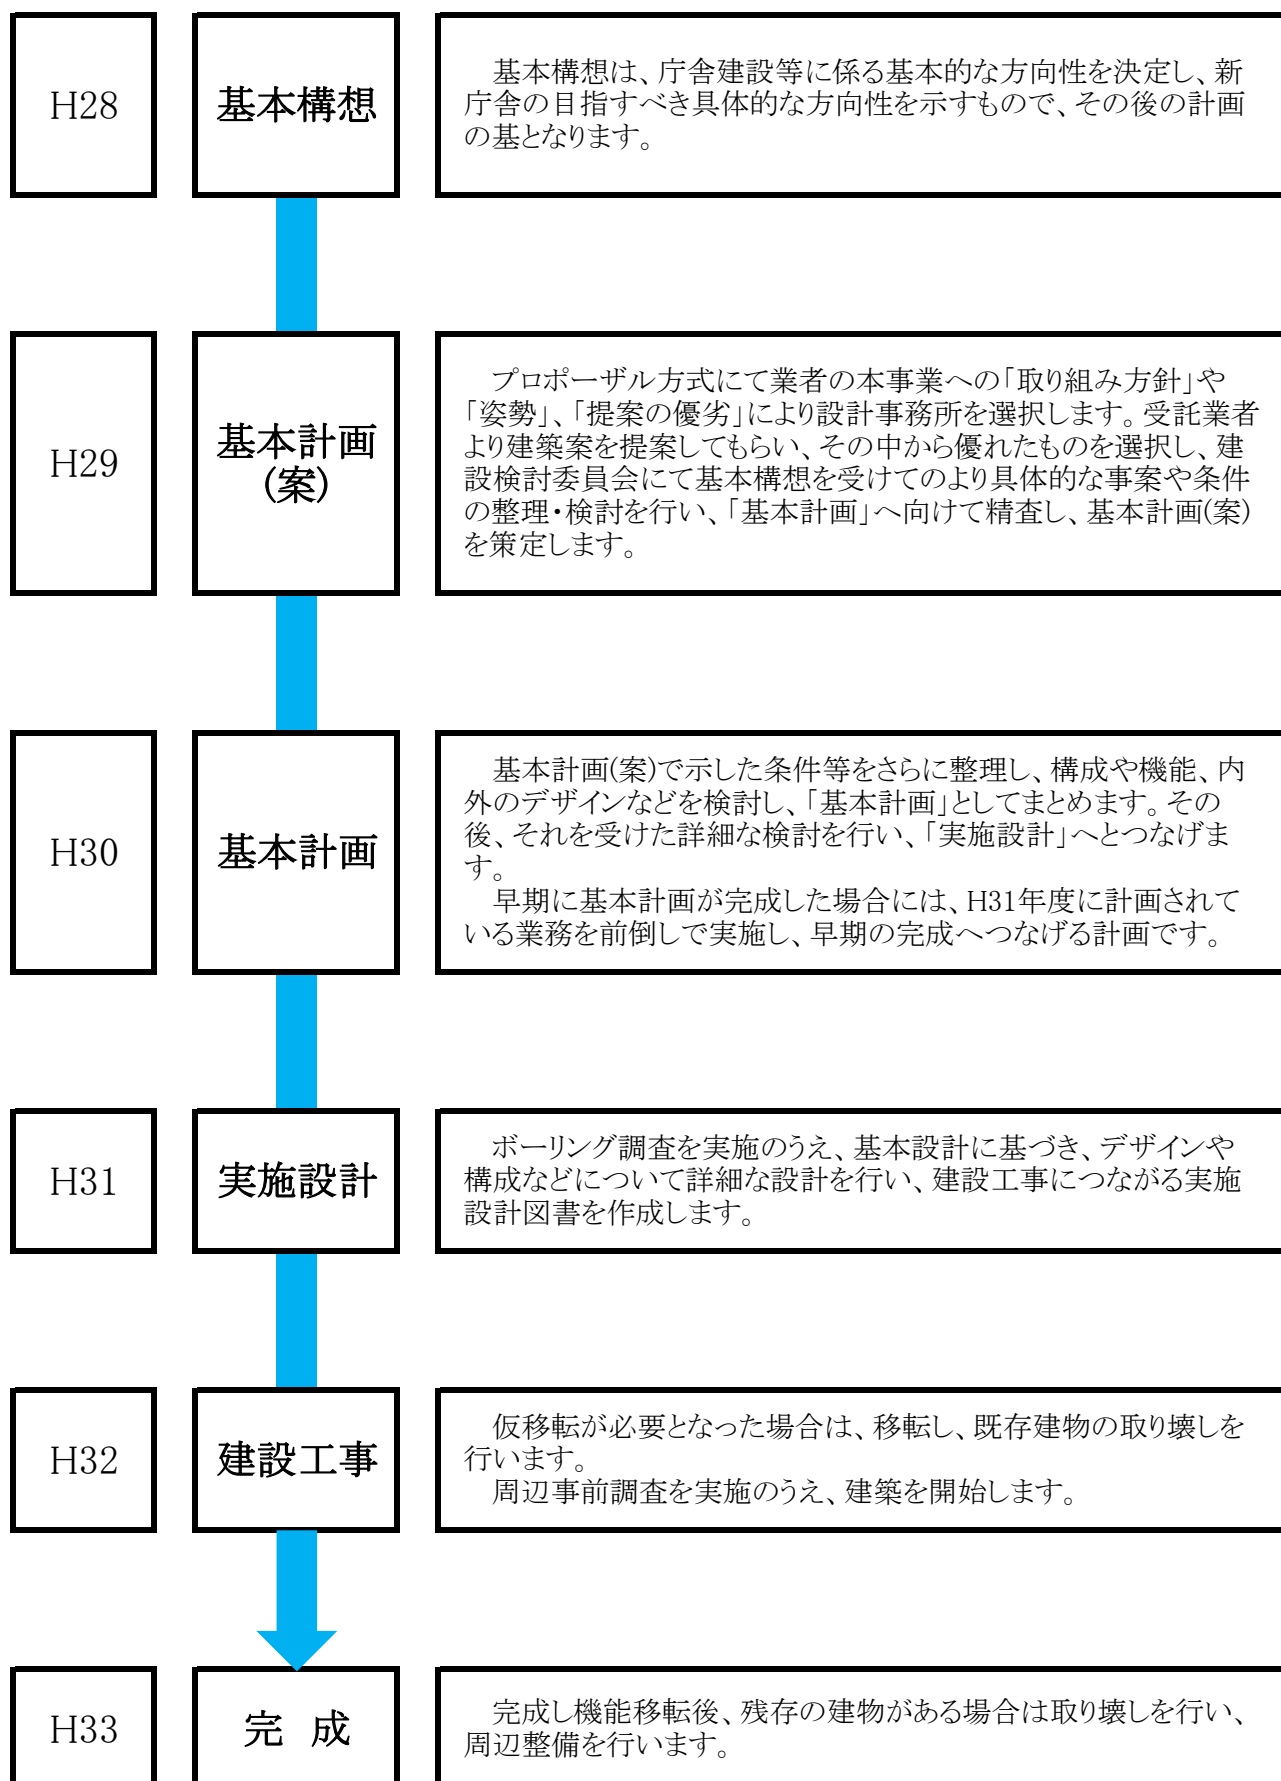 H28
基本構想
　基本構想は、庁舎建設等に係る基本的な方向性を決定し、新
庁舎の目指すべき具体的な方向性を示すもので、その後の計画
の基となります。
H29
基本計画
(案)
　プロポーザル方式にて業者の本事業への「取り組み方針」や
「姿勢」、「提案の優劣」により設計事務所を選択します。受託業者
より建築案を提案してもらい、その中から優れたものを選択し、建
設検討委員会にて基本構想を受けてのより具体的な事案や条件
の整理・検討を行い、「基本計画」へ向けて精査し、基本計画(案)
を策定します。
H30
基本計画
　基本計画(案)で示した条件等をさらに整理し、構成や機能、内
外のデザインなどを検討し、「基本計画」としてまとめます。その
後、それを受けた詳細な検討を行い、「実施設計」へとつなげま
す。
　早期に基本計画が完成した場合には、H31年度に計画されて
いる業務を前倒しで実施し、早期の完成へつなげる計画です。
H31
実施設計
　ボーリング調査を実施のうえ、基本設計に基づき、デザインや
構成などについて詳細な設計を行い、建設工事につながる実施
設計図書を作成します。
H32
建設工事
　仮移転が必要となった場合は、移転し、既存建物の取り壊しを
行います。
　周辺事前調査を実施のうえ、建築を開始します。
H33
完　成
　完成し機能移転後、残存の建物がある場合は取り壊しを行い、
周辺整備を行います。